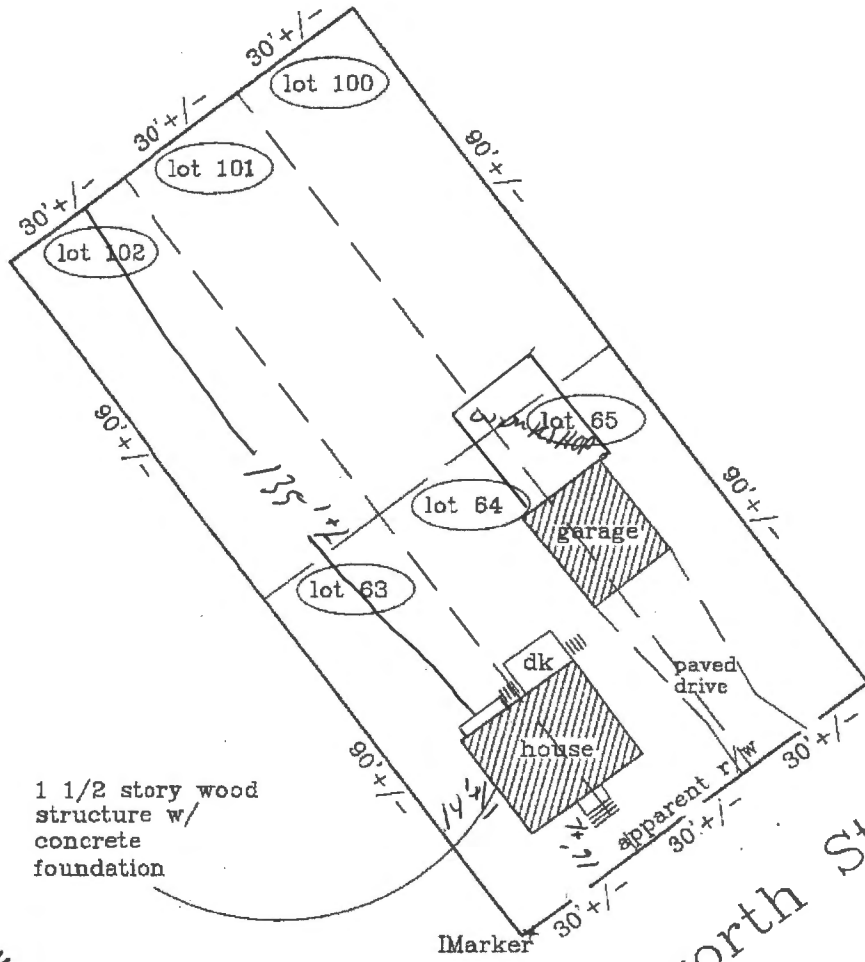 30'+/-
lot 100
30'+/-
lot 101
30'+/-
lot 102
90'+/-
90'+/-
lot 65
135'+/-
lot 64
garage
lot 63
90'+/-
90'+/-
dk
paved
drive
house
1 1/2 story wood
structure w/
concrete
foundation
14'+/-
apparent r/w
30'+/-
30'+/-
30'+/-
IMarker
orth St